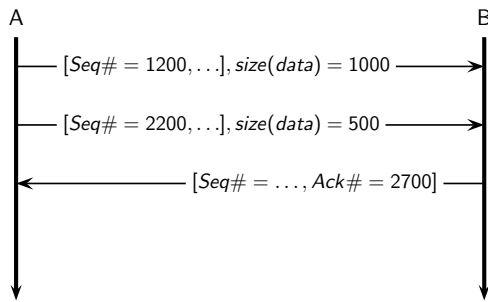 A B
[Seq# = 1200, ...], size(data) = 1000
[Seq# = 2200, ...], size(data) = 500
[Seq# = ..., Ack# = 2700]